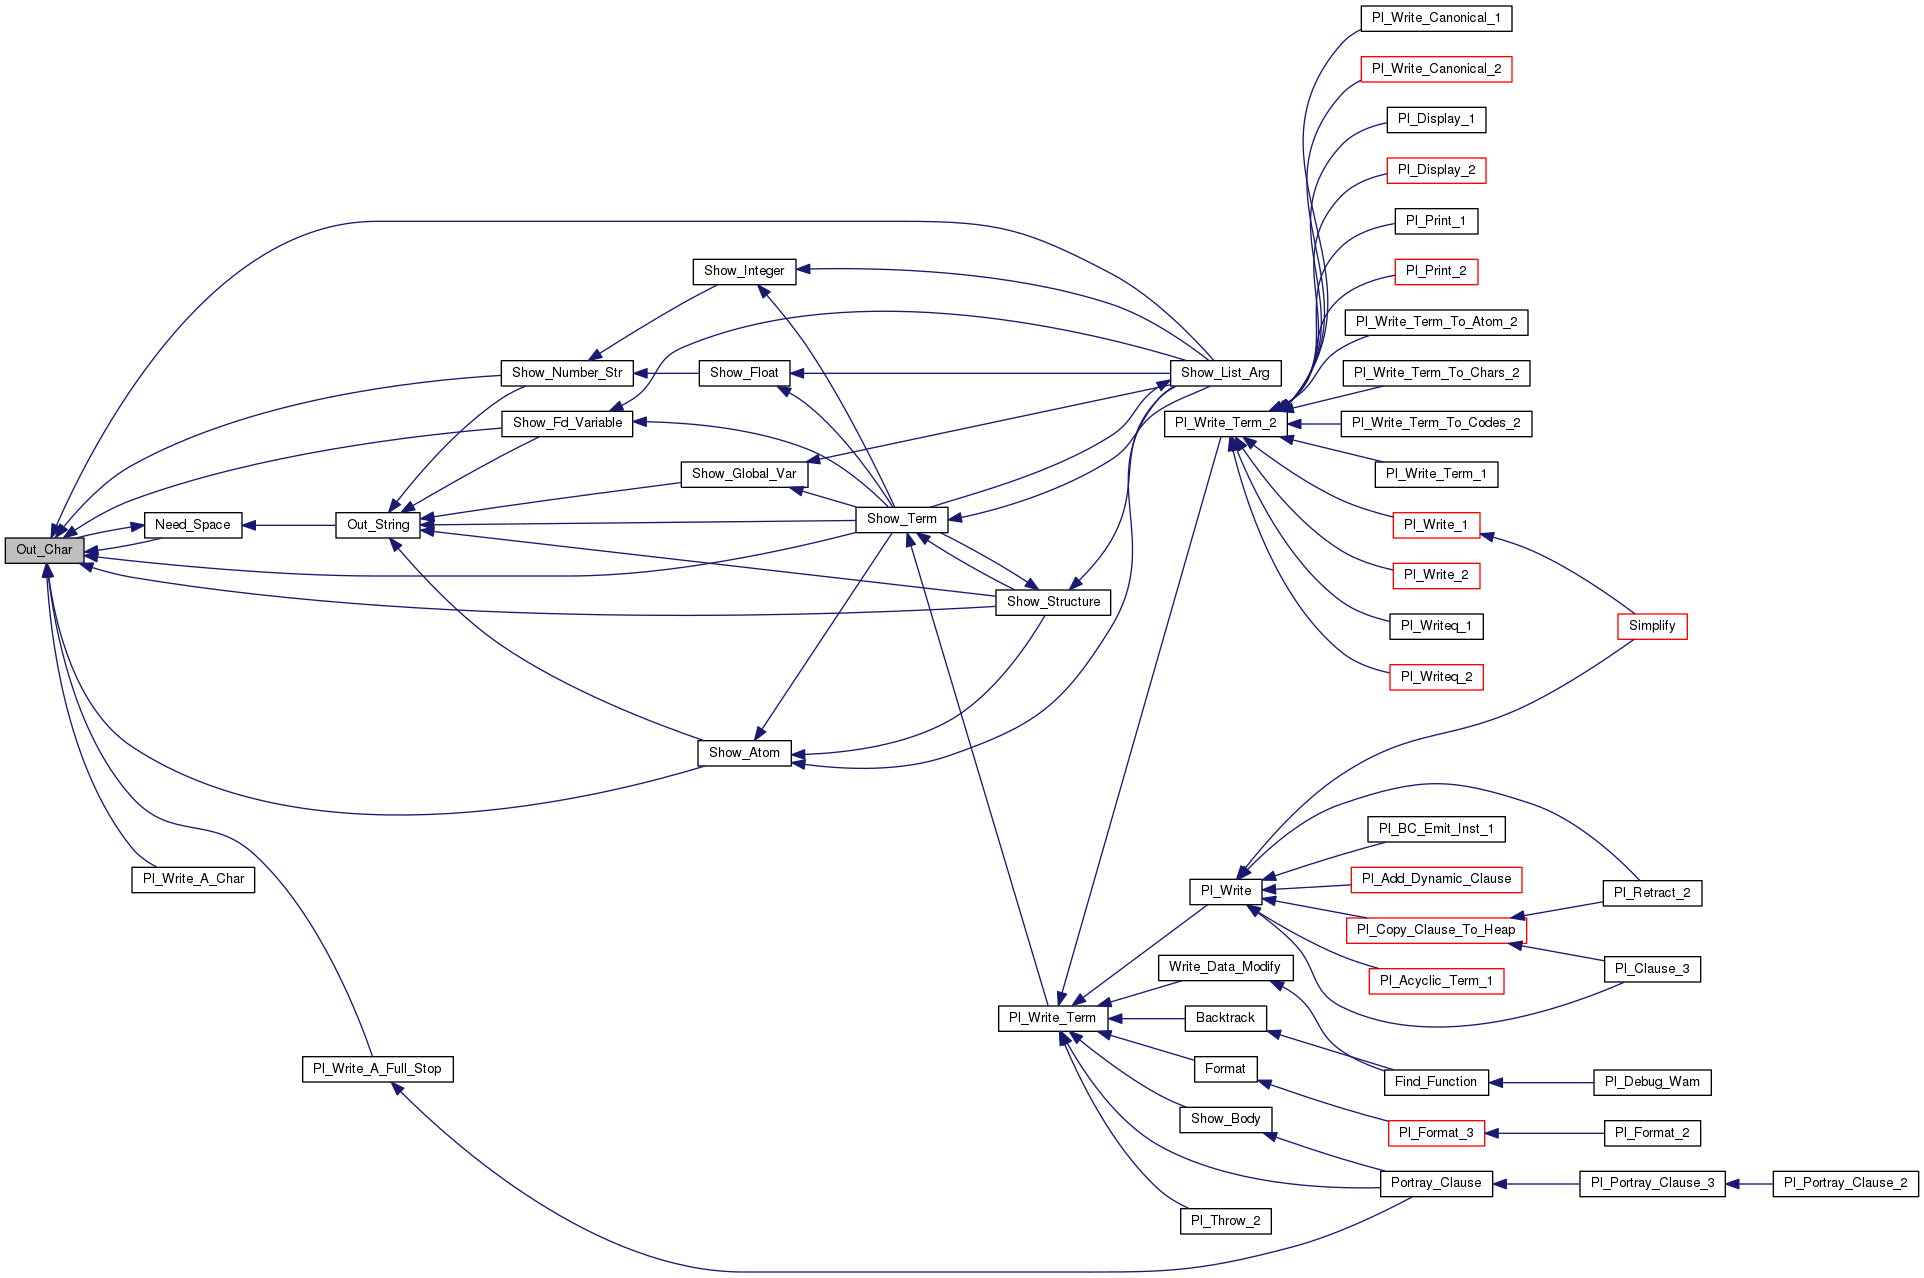 Pl_Write_Canonical_1
Pl_Write_Canonical_2
Pl_Display_1
Pl_Display_2
Pl_Print_1
Pl_Print_2
Pl_Write_Term_To_Atom_2
Pl_Write_Term_To_Chars_2
Pl_Write_Term_To_Codes_2
Pl_Write_Term_1
Pl_Write_1
Pl_Write_2
Pl_Writeq_1
Pl_Writeq_2
Simplify
Show_Integer
Show_Number_Str
Show_Float
Show_List_Arg
Show_Fd_Variable
Pl_Write_Term_2
Show_Global_Var
Need_Space
Out_String
Show_Term
Out_Char
Show_Structure
Show_Atom
Pl_Write_A_Char
Pl_BC_Emit_Inst_1
Pl_Write
Pl_Add_Dynamic_Clause
Pl_Retract_2
Pl_Copy_Clause_To_Heap
Write_Data_Modify
Pl_Acyclic_Term_1
Pl_Clause_3
Pl_Write_Term
Backtrack
Pl_Write_A_Full_Stop
Format
Find_Function
Pl_Debug_Wam
Show_Body
Pl_Format_3
Pl_Format_2
Portray_Clause
Pl_Portray_Clause_3
Pl_Portray_Clause_2
Pl_Throw_2